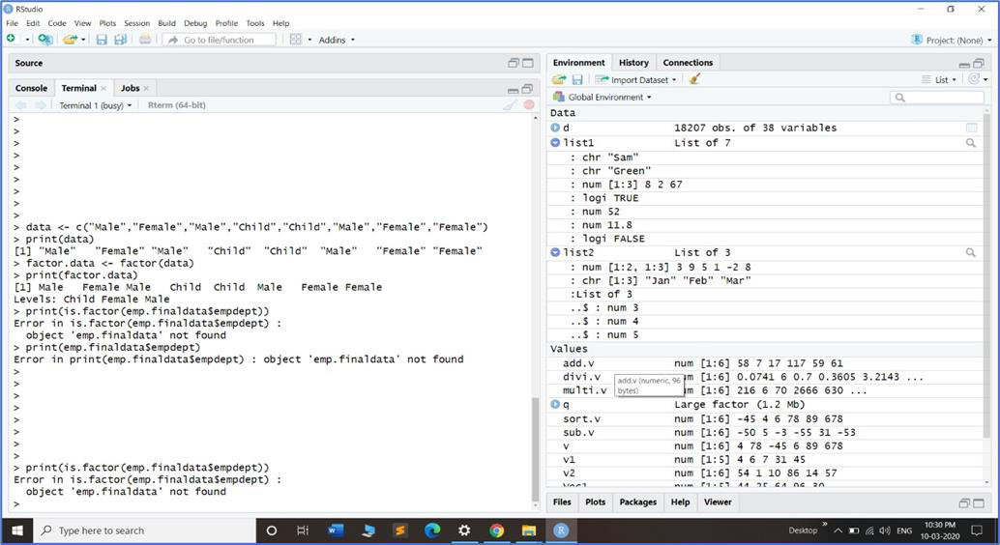 RStudio
File Edit Code View Plots Session Build Debug Profile Tools Help
Go to file/function Addins Project: (None)
Source
Console Terminal Jobs
Terminal 1 (busy) Rterm (64-bit)
>
>
>
>
>
>
>
>
>
> data <- c("Male","Female","Male","Child","Child","Male","Female","Female")
> print(data)
[1] "Male" "Female" "Male" "Child" "Child" "Male" "Female" "Female"
> factor.data <- factor(data)
> print(factor.data)
[1] Male Female Male Child Child Male Female Female
Levels: Child Female Male
> print(is.factor(emp.finaldata$empdept))
Error in is.factor(emp.finaldata$empdept) :
object 'emp.finaldata' not found
> print(emp.finaldata$empdept)
Error in print(emp.finaldata$empdept) : object 'emp.finaldata' not found
>
>
>
>
>
>
>
>
> print(is.factor(emp.finaldata$empdept))
Error in is.factor(emp.finaldata$empdept) :
object 'emp.finaldata' not found
>
Environment History Connections
Import Dataset List
Global Environment
Data
d 18207 obs. of 38 variables
list1 List of 7
: chr "Sam"
: chr "Green"
: num [1:3] 8 2 67
: logi TRUE
: num 52
: num 11.8
: logi FALSE
list2 List of 3
: num [1:2, 1:3] 3 9 5 1 -2 8
: chr [1:3] "Jan" "Feb" "Mar"
:List of 3
..$ : num 3
..$ : num 4
..$ : num 5
Values
add.v num [1:6] 58 7 17 117 59 61
divi.v num [1:6] 0.0741 6 0.7 0.3605 3.2143 ...
add.v (numeric, 96
bytes)
multi.v num [1:6] 216 6 70 2666 630 ...
q Large factor (1.2 Mb)
sort.v num [1:6] -45 4 6 78 89 678
sub.v num [1:6] -50 5 -3 -55 31 -53
v num [1:6] 4 78 -45 6 89 678
v1 num [1:5] 4 6 7 31 45
v2 num [1:6] 54 1 10 86 14 57
Files Plots Packages Help Viewer
Type here to search
Desktop ENG
10:30 PM
10-03-2020